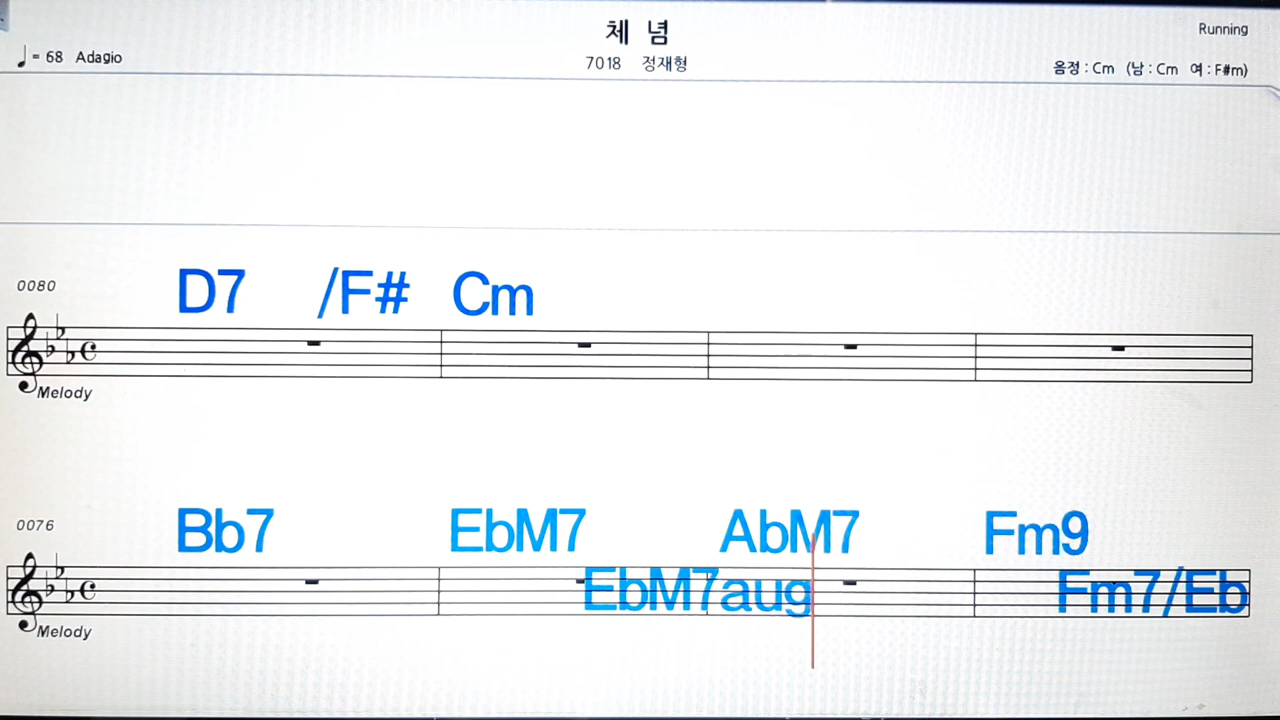 체 념
Running
♩= 68 Adagio
7018 정재형
음정 : Cm (남 : Cm 여 : F#m)
0080
D7 /F# Cm
Melody
0076
Bb7 EbM7 AbM7 Fm9
EbM7aug Fm7/Eb
Melody